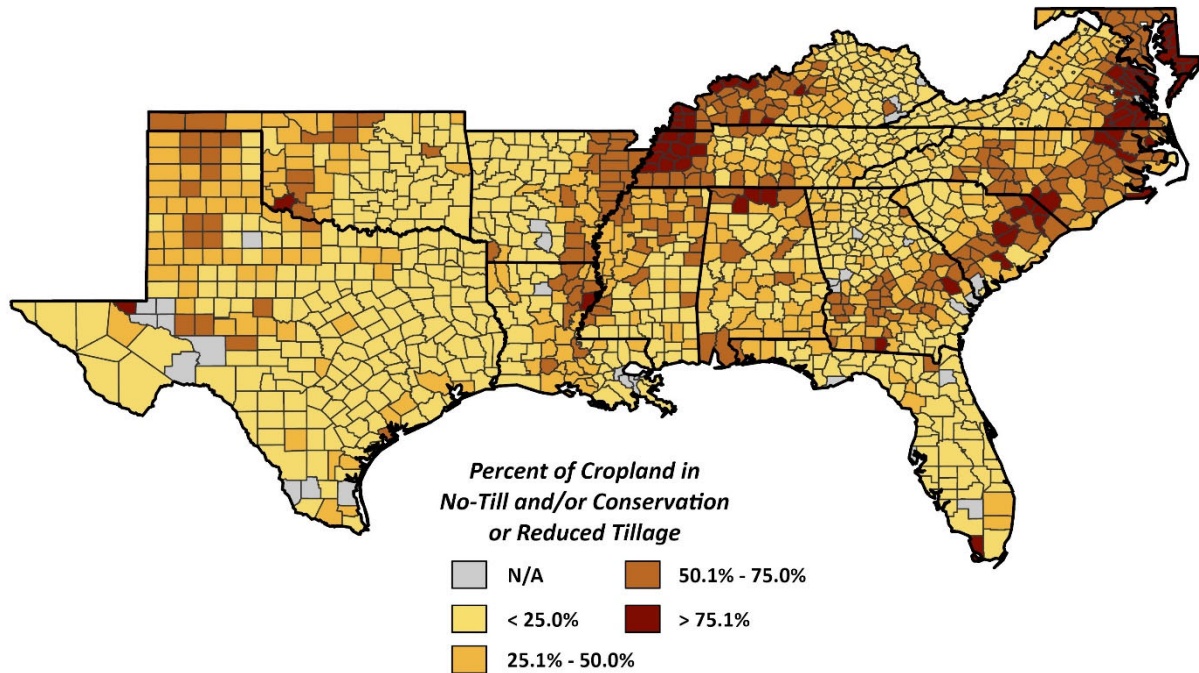 Percent of Cropland in
No-Till and/or Conservation
or Reduced Tillage
N/A
< 25.0%
25.1% - 50.0%
50.1% - 75.0%
> 75.1%